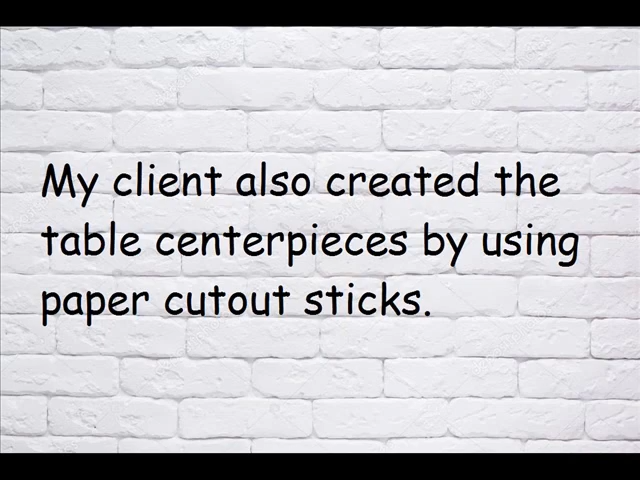 My client also created the
table centerpieces by using
paper cutout sticks.